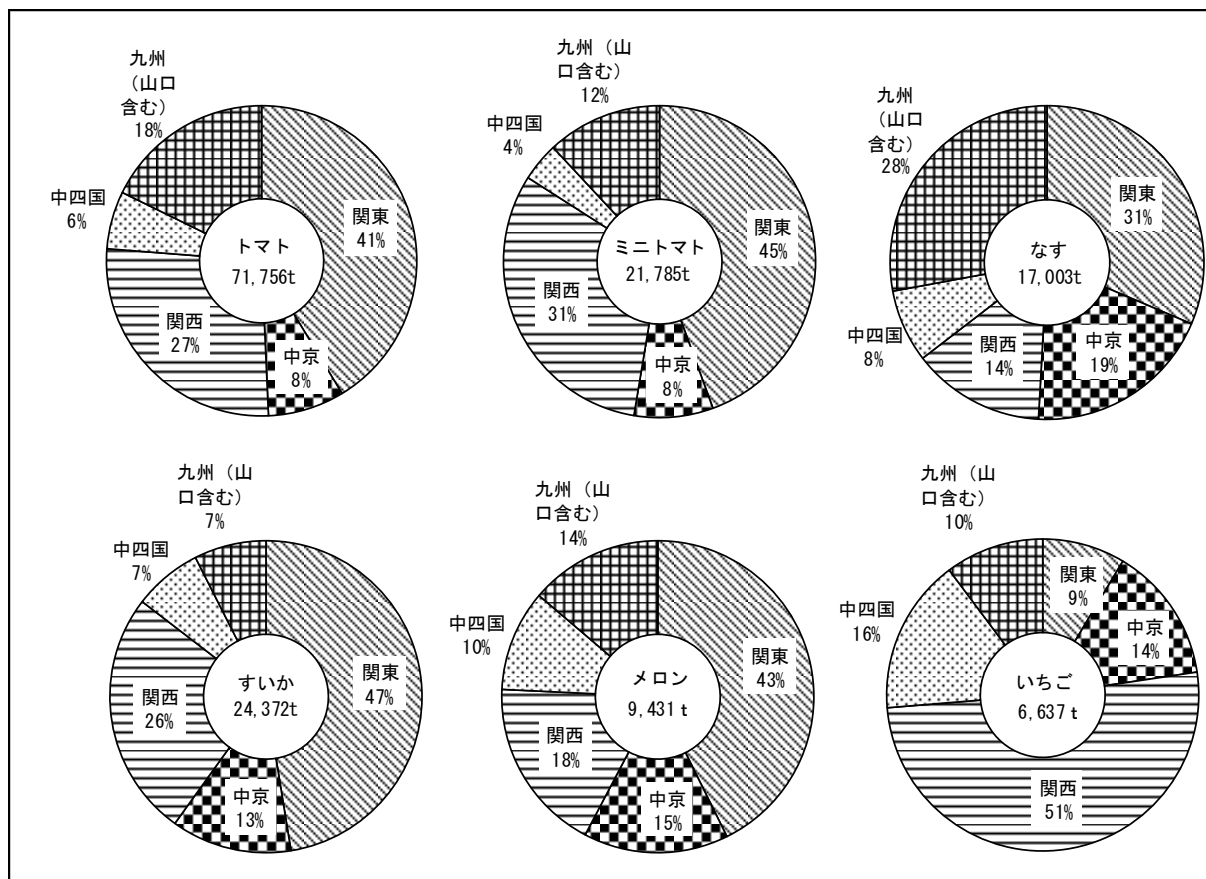 九州
（山口
含む）
18%
中四国
6%
関東
41%
トマト
71,756t
関西
27%
中京
8%
九州（山
口含む）
12%
中四国
4%
関東
45%
ミニトマト
21,785t
関西
31%
中京
8%
九州
（山口
含む）
28%
関東
31%
なす
17,003t
中四国
8%
関西
14%
中京
19%
九州（山
口含む）
7%
中四国
7%
関東
47%
すいか
24,372t
関西
26%
中京
13%
九州（山
口含む）
14%
中四国
10%
関東
43%
メロン
9,431ｔ
関西
18%
中京
15%
九州（山
口含む）
10%
関東
9%
中四国
16%
中京
14%
いちご
6,637ｔ
関西
51%